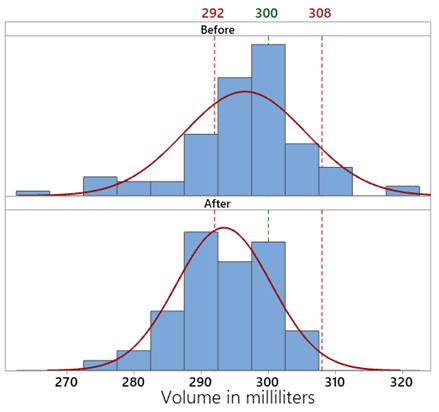 292 300 308
Before
After
270 280 290 300 310 320
Volume in milliliters